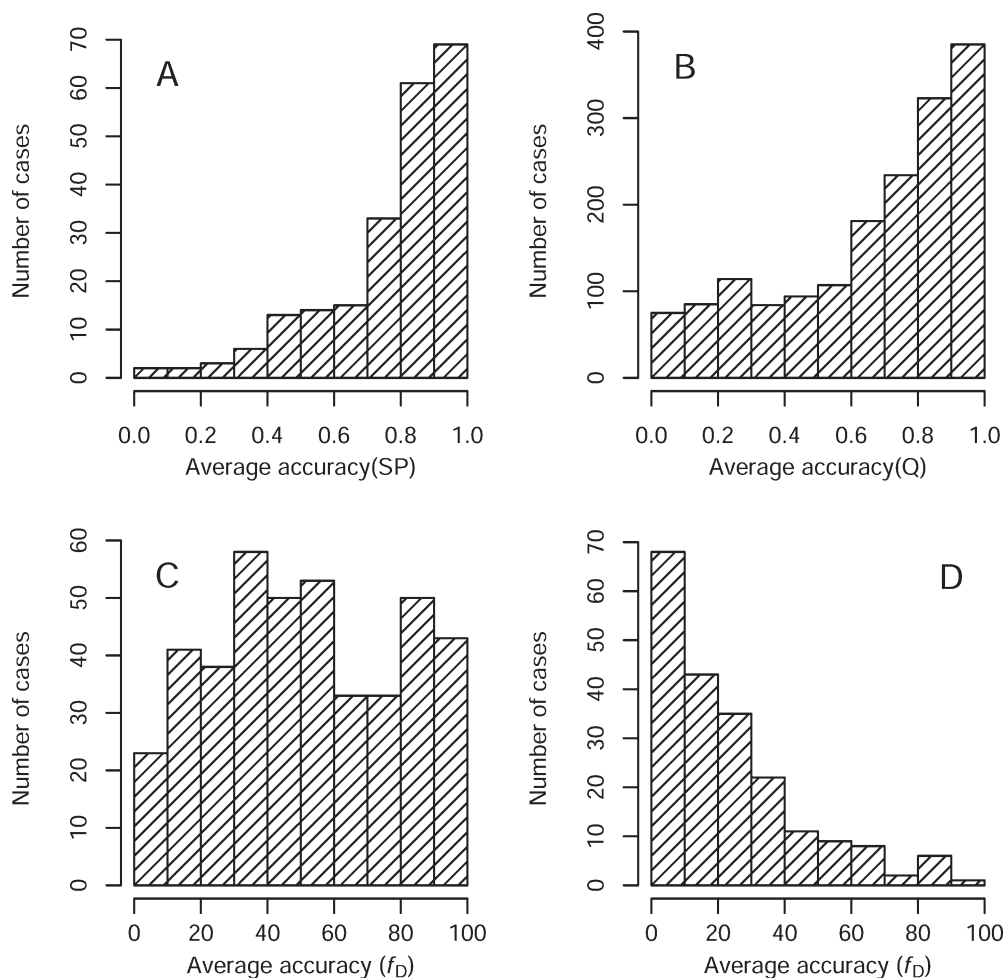 A
Number of cases
70
60
50
40
30
20
10
0
0.0 0.2 0.4 0.6 0.8 1.0
Average accuracy(SP)
B
Number of cases
400
300
200
100
0
0.0 0.2 0.4 0.6 0.8 1.0
Average accuracy(Q)
C
Number of cases
60
50
40
30
20
10
0
0 20 40 60 80 100
Average accuracy (fD)
D
Number of cases
70
60
50
40
30
20
10
0
0 20 40 60 80 100
Average accuracy (fD)